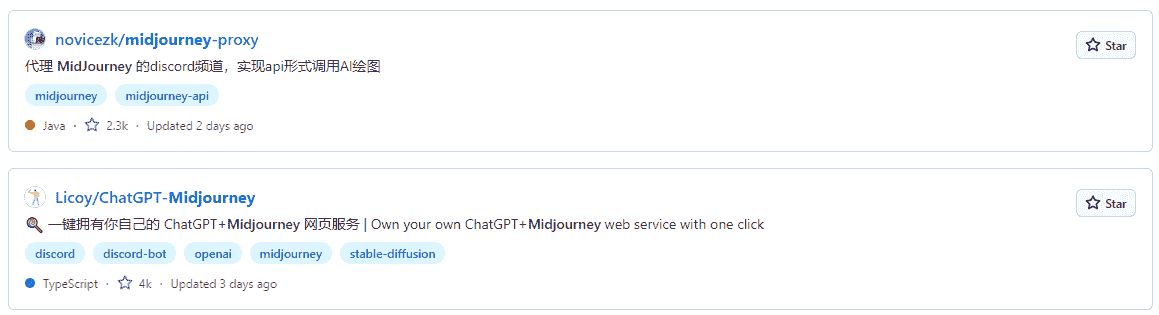 novicezk/midjourney-proxy
Star
代理 MidJourney 的discord频道，实现api形式调用AI绘图
midjourney midjourney-api
Java · 2.3k · Updated 2 days ago
Licoy/ChatGPT-Midjourney
Star
一键拥有你自己的 ChatGPT+Midjourney 网页服务 | Own your own ChatGPT+Midjourney web service with one click
discord discord-bot openai midjourney stable-diffusion
TypeScript · 4k · Updated 3 days ago